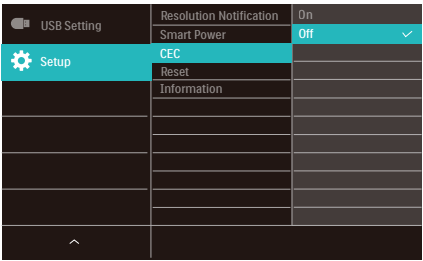 USB Setting
Setup
Resolution Notification
Smart Power
CEC
Reset
Information
On
Off